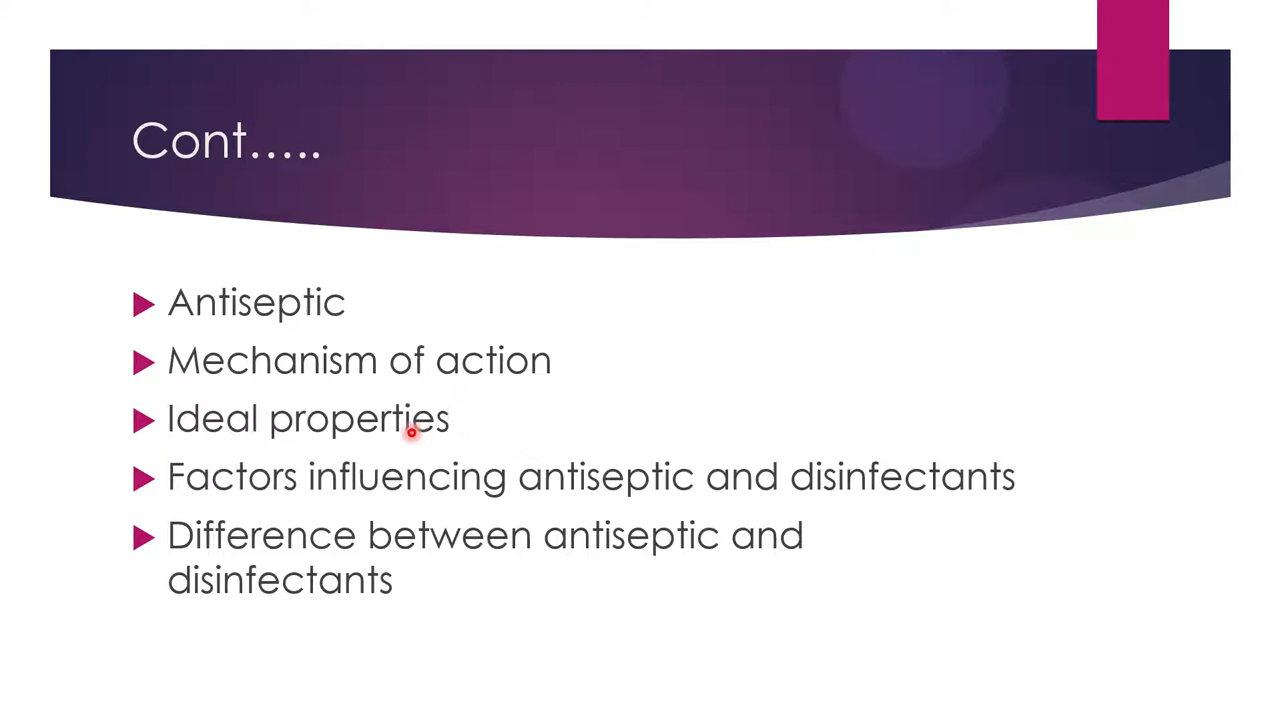 Cont…..
Antiseptic
Mechanism of action
Ideal properties
Factors influencing antiseptic and disinfectants
Difference between antiseptic and
disinfectants